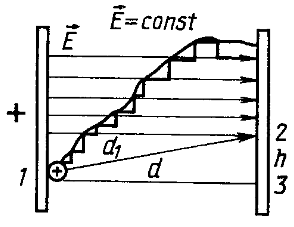 E⃗ E⃗=const
+
d₁ 2
d h
1 + 3